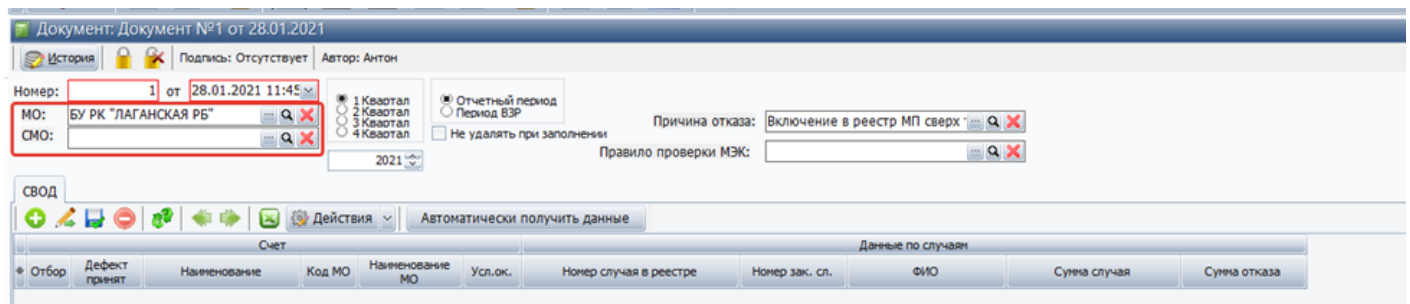 Документ: Документ №1 от 28.01.2021
История Подпись: Отсутствует Автор: Антон
Номер: 1 от 28.01.2021 11:45
МО: БУ РК "ЛАГАНСКАЯ РБ"
СМО:
1 Квартал
2 Квартал
3 Квартал
4 Квартал
2021
Отчетный период
Период ВЗР
Не удалять при заполнении
Причина отказа: Включение в реестр МП сверх
Правило проверки МЭК:
СВОД
Действия Автоматически получить данные
Счет Данные по случаям
Отбор Дефект принят Наименование Код МО Наименование МО Усл.ок. Номер случая в реестре Номер зак. сл. ФИО Сумма случая Сумма отказа